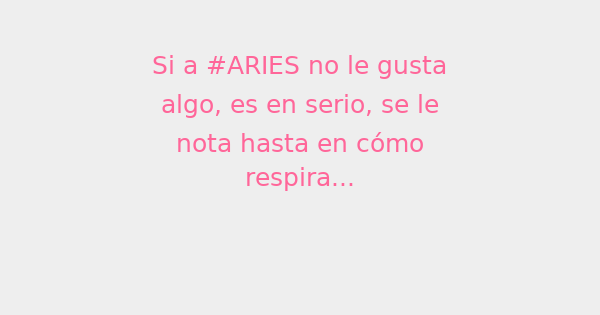 Si a #ARIES no le gusta
algo, es en serio, se le
nota hasta en cómo
respira...